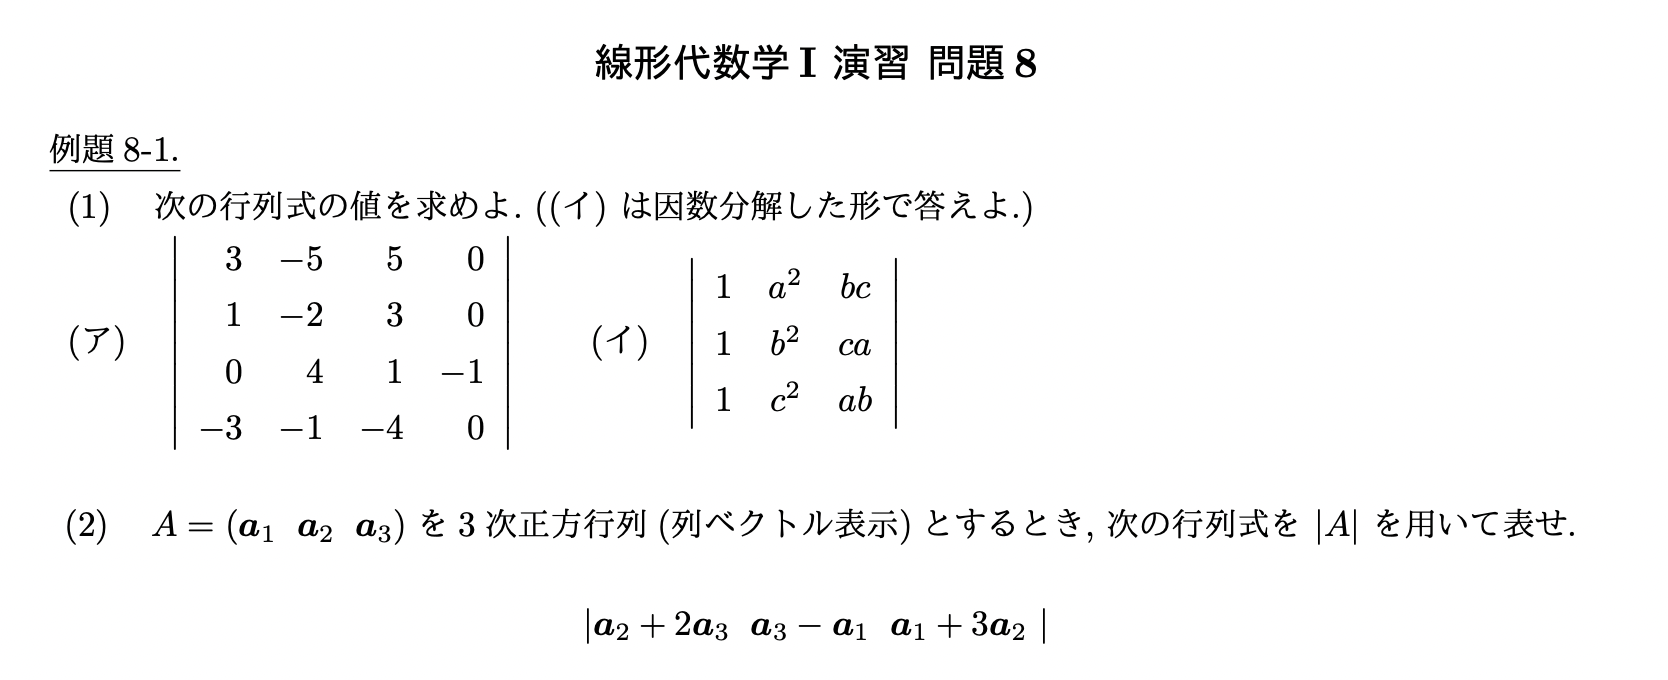 線形代数学 I 演習 問題 8
例題 8-1.
(1) 次の行列式の値を求めよ. ((イ) は因数分解した形で答えよ.)
(ア) | 3 −5 5 0 |
| 1 −2 3 0 |
| 0 4 1 −1 |
| −3 −1 −4 0 |
(イ) | 1 a² bc |
| 1 b² ca |
| 1 c² ab |
(2) A = (a₁ a₂ a₃) を 3 次正方行列 (列ベクトル表示) とするとき, 次の行列式を |A| を用いて表せ.
|a₂ + 2a₃ a₃ − a₁ a₁ + 3a₂ |